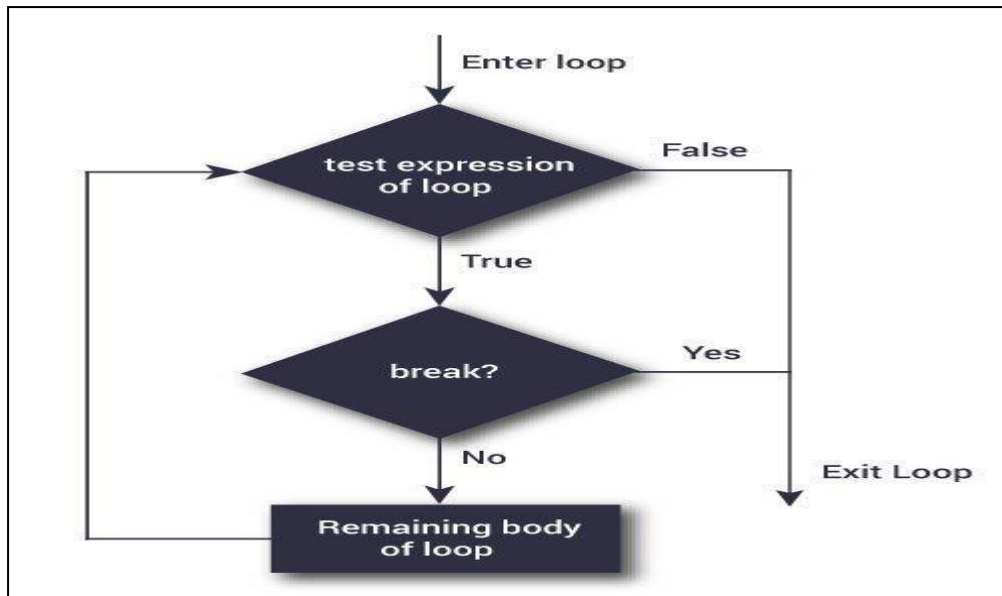 Enter loop
test expression
of loop
False
True
break?
Yes
No
Exit Loop
Remaining body
of loop